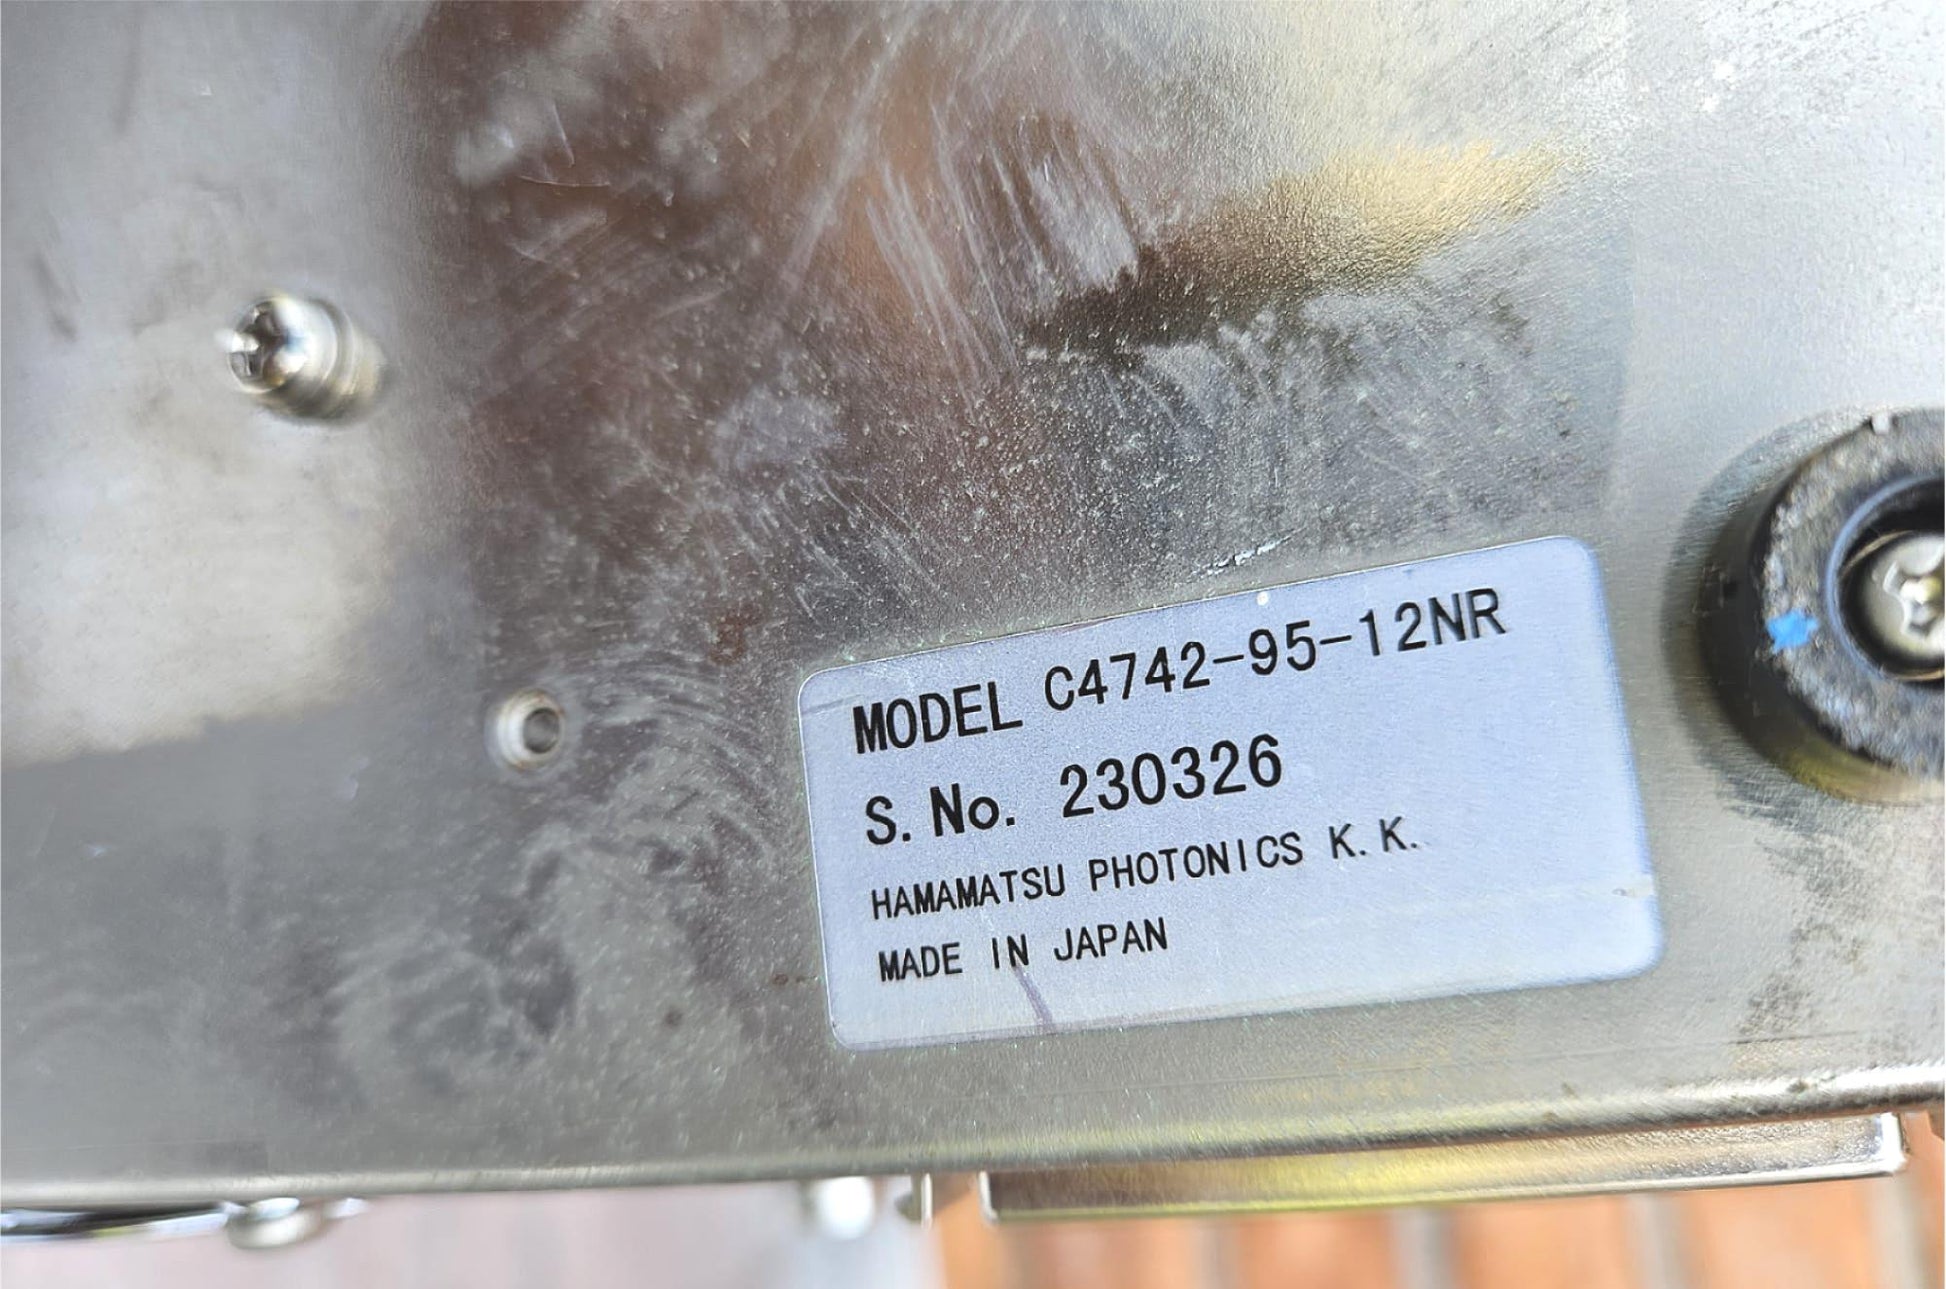 MODEL C4742-95-12NR
S. No. 230326
HAMAMATSU PHOTONICS K. K.
MADE IN JAPAN